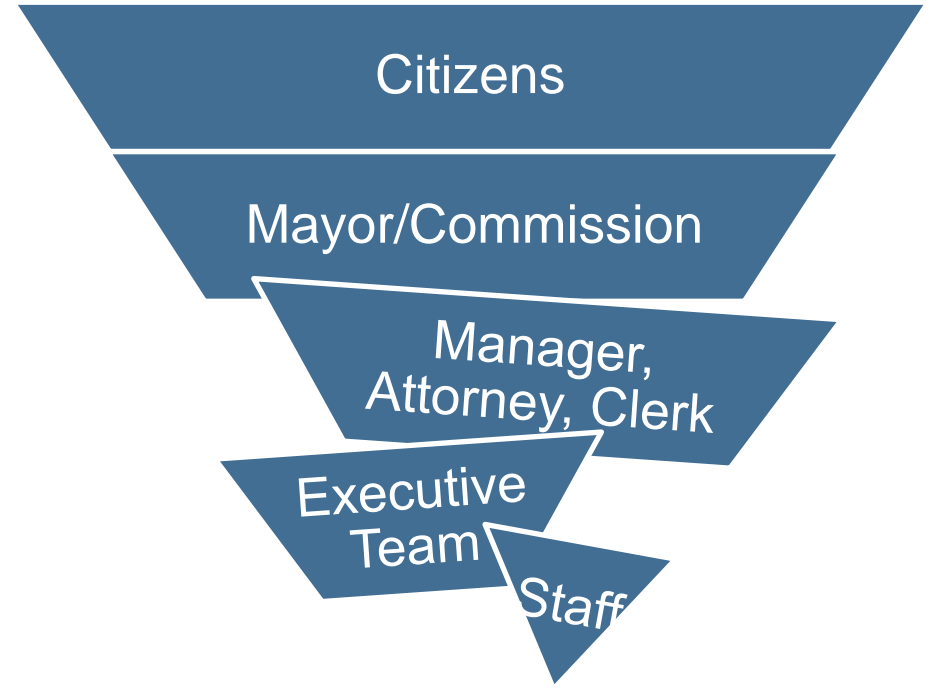 Citizens
Mayor/Commission
Manager,
Attorney, Clerk
Executive
Team
Staff